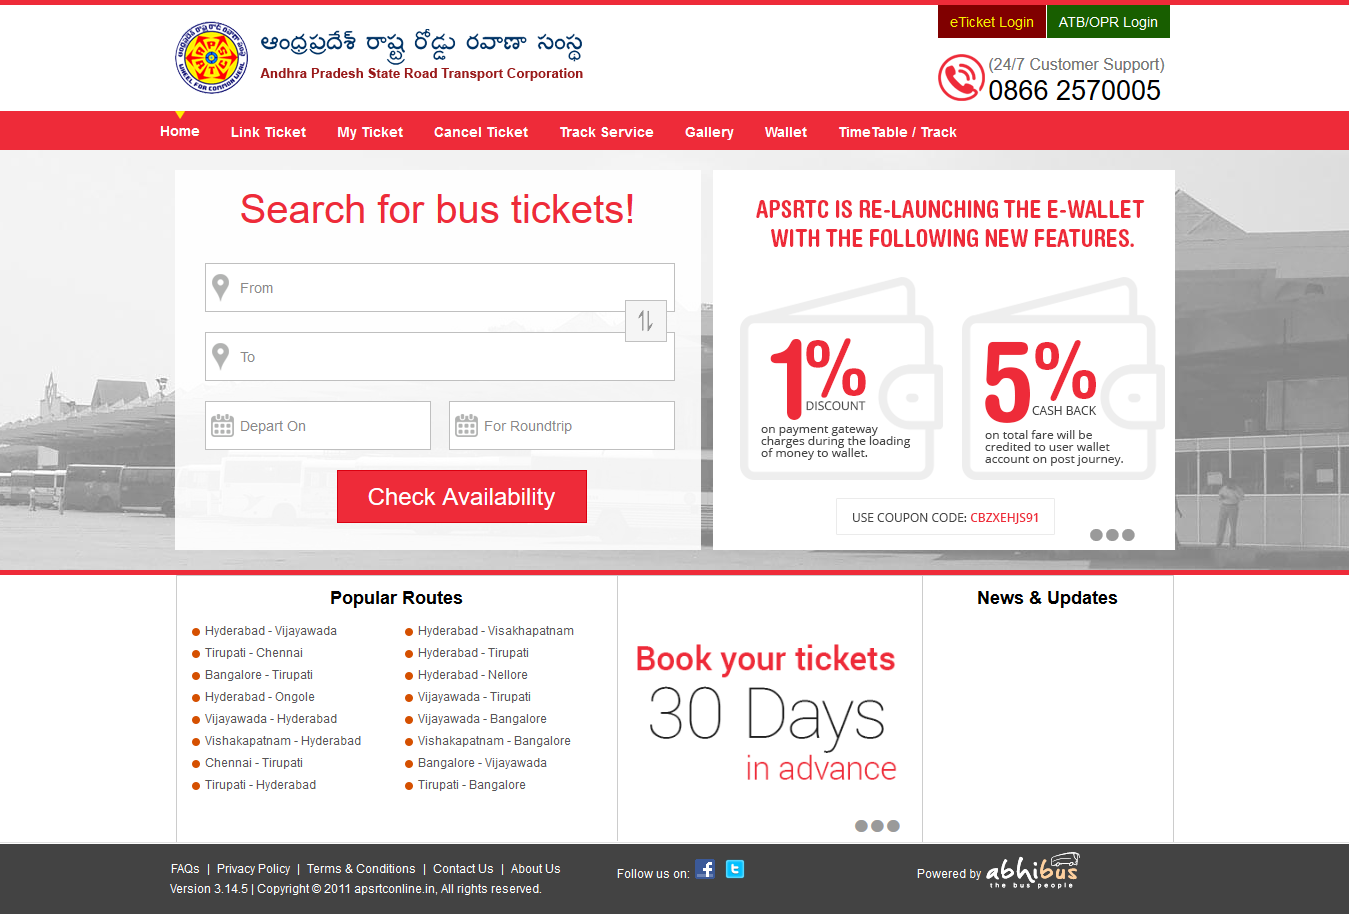 eTicket Login
ATB/OPR Login
ఆంధ్రప్రదేశ్ రాష్ట్ర రోడ్డు రవాణా సంస్థ
Andhra Pradesh State Road Transport Corporation
(24/7 Customer Support)
0866 2570005
Home
Link Ticket
My Ticket
Cancel Ticket
Track Service
Gallery
Wallet
TimeTable / Track
Search for bus tickets!
From
To
Depart On
For Roundtrip
Check Availability
APSRTC IS RE-LAUNCHING THE E-WALLET
WITH THE FOLLOWING NEW FEATURES.
1%
DISCOUNT
on payment gateway
charges during the loading
of money to wallet.
5%
CASH BACK
on total fare will be
credited to user wallet
account on post journey.
USE COUPON CODE: CBZXEHJS91
Popular Routes
Hyderabad - Vijayawada
Tirupati - Chennai
Bangalore - Tirupati
Hyderabad - Ongole
Vijayawada - Hyderabad
Vishakapatnam - Hyderabad
Chennai - Tirupati
Tirupati - Hyderabad
Hyderabad - Visakhapatnam
Hyderabad - Tirupati
Hyderabad - Nellore
Vijayawada - Tirupati
Vijayawada - Bangalore
Vishakapatnam - Bangalore
Bangalore - Vijayawada
Tirupati - Bangalore
Book your tickets
30 Days
in advance
News & Updates
FAQs | Privacy Policy | Terms & Conditions | Contact Us | About Us
Version 3.14.5 | Copyright © 2011 apsrtconline.in, All rights reserved.
Follow us on:
Powered by abhibus
the bus people